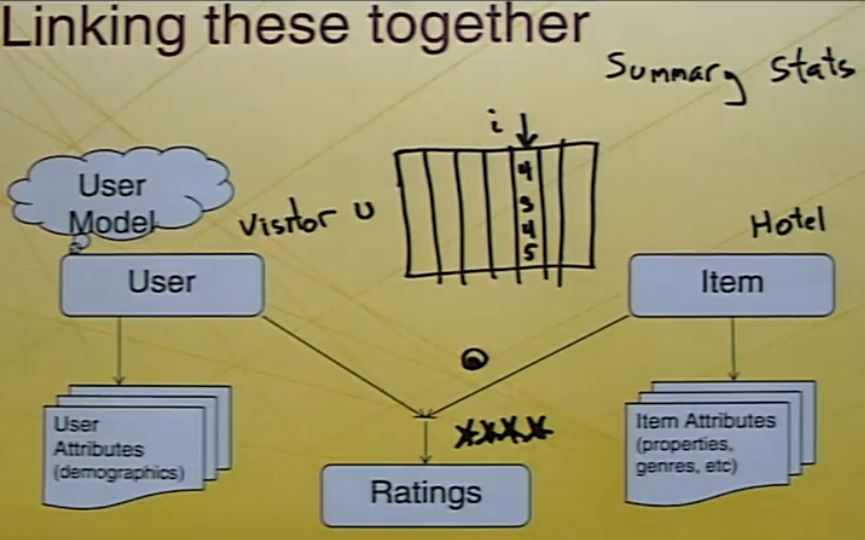 Linking these together
Summary Stats
i
4
3
4
5
User
Model
Visitor U
Hotel
User
Item
User
Attributes
(demographics)
Item Attributes
(properties,
genres, etc)
Ratings